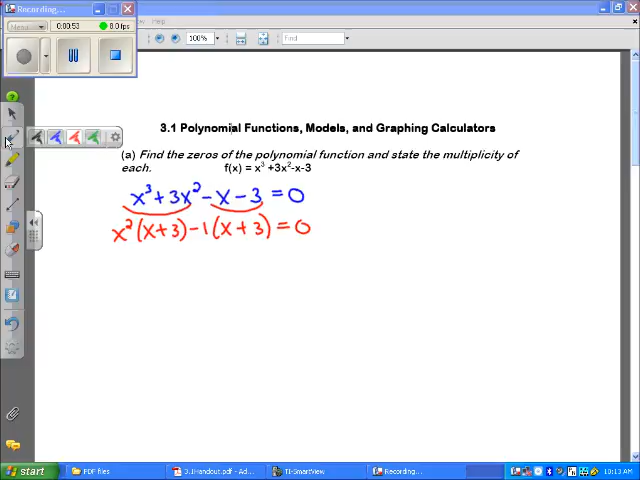 Recording...
Menu
0:00:53
0.0 fps
Help
100%
Find
3.1 Polynomial Functions, Models, and Graphing Calculators
(a) Find the zeros of the polynomial function and state the multiplicity of
each. f(x) = x³ +3x²-x-3
x³ + 3x² - x - 3 = 0
x² (x+3) - 1 (x+3) = 0
start
PDF files
3.1Handout.pdf - Ad...
TI-SmartView
Recording...
10:13 AM